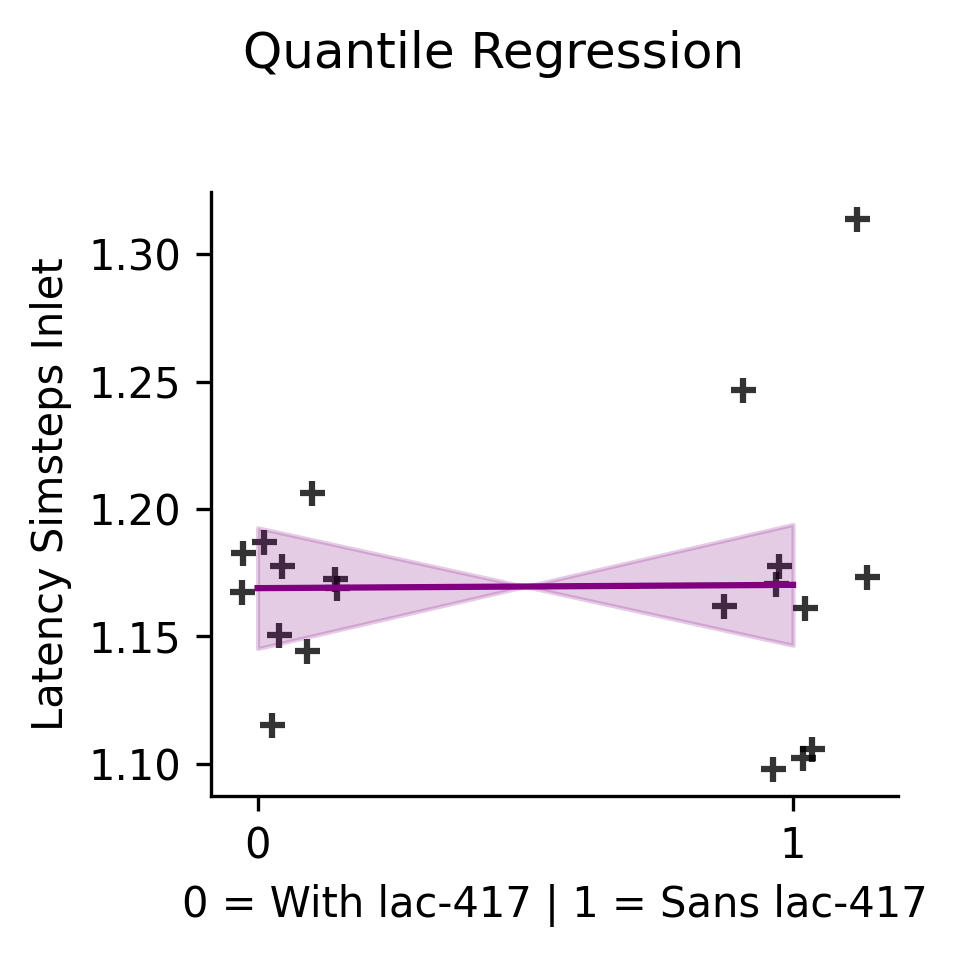 Quantile Regression
Latency Simsteps Inlet
1.30
1.25
1.20
1.15
1.10
0 1
0 = With lac-417 | 1 = Sans lac-417